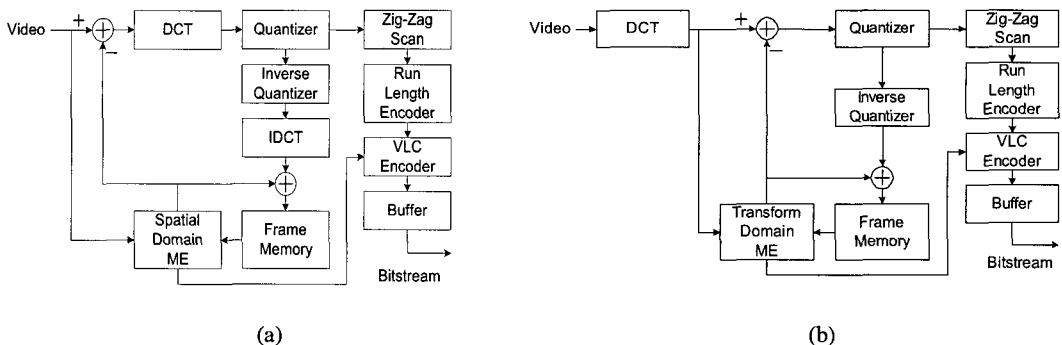 Video
+
−
DCT
Quantizer
Zig-Zag
Scan
Inverse
Quantizer
Run
Length
Encoder
IDCT
VLC
Encoder
+
Buffer
Spatial
Domain
ME
Frame
Memory
Bitstream
(a)
Video
DCT
+
−
Quantizer
Zig-Zag
Scan
Inverse
Quantizer
Run
Length
Encoder
VLC
Encoder
+
Buffer
Transform
Domain
ME
Frame
Memory
Bitstream
(b)